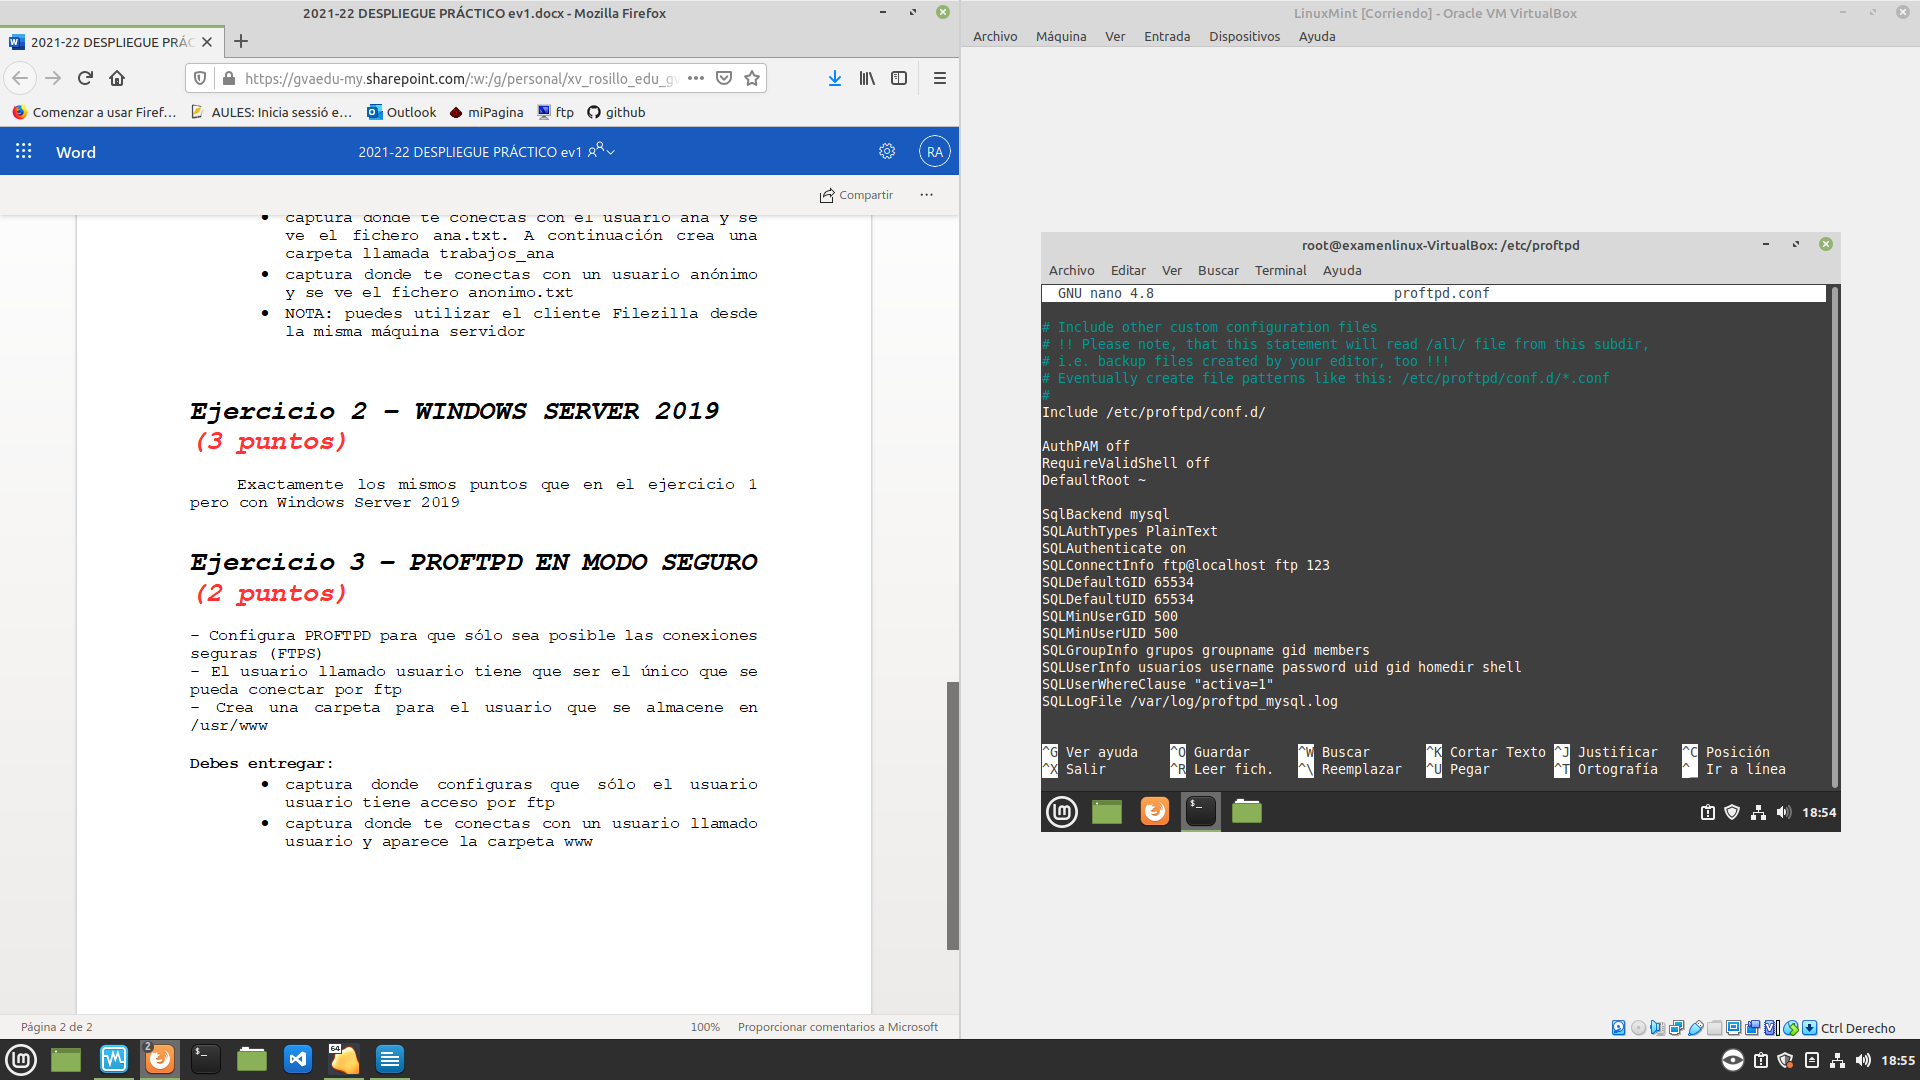 2021-22 DESPLIEGUE PRÁCTICO ev1.docx - Mozilla Firefox
2021-22 DESPLIEGUE PRÁC
https://gvaedu-my.sharepoint.com/:w:/g/personal/xv_rosillo_edu_gv
Comenzar a usar Firef…
AULES: Inicia sessió e…
Outlook
miPagina
ftp
github
Word
2021-22 DESPLIEGUE PRÁCTICO ev1
RA
Compartir
captura donde te conectas con el usuario ana y se
ve el fichero ana.txt. A continuación crea una
carpeta llamada trabajos_ana
captura donde te conectas con un usuario anónimo
y se ve el fichero anonimo.txt
NOTA: puedes utilizar el cliente Filezilla desde
la misma máquina servidor
Ejercicio 2 – WINDOWS SERVER 2019
(3 puntos)
Exactamente los mismos puntos que en el ejercicio 1
pero con Windows Server 2019
Ejercicio 3 – PROFTPD EN MODO SEGURO
(2 puntos)
– Configura PROFTPD para que sólo sea posible las conexiones
seguras (FTPS)
– El usuario llamado usuario tiene que ser el único que se
pueda conectar por ftp
– Crea una carpeta para el usuario que se almacene en
/usr/www
Debes entregar:
captura donde configuras que sólo el usuario
usuario tiene acceso por ftp
captura donde te conectas con un usuario llamado
usuario y aparece la carpeta www
Página 2 de 2
100%
Proporcionar comentarios a Microsoft
LinuxMint [Corriendo] - Oracle VM VirtualBox
Archivo Máquina Ver Entrada Dispositivos Ayuda
root@examenlinux-VirtualBox: /etc/proftpd
Archivo Editar Ver Buscar Terminal Ayuda
GNU nano 4.8 proftpd.conf
# Include other custom configuration files
# !! Please note, that this statement will read /all/ file from this subdir,
# i.e. backup files created by your editor, too !!!
# Eventually create file patterns like this: /etc/proftpd/conf.d/*.conf
#
Include /etc/proftpd/conf.d/
AuthPAM off
RequireValidShell off
DefaultRoot ~
SqlBackend mysql
SQLAuthTypes PlainText
SQLAuthenticate on
SQLConnectInfo ftp@localhost ftp 123
SQLDefaultGID 65534
SQLDefaultUID 65534
SQLMinUserGID 500
SQLMinUserUID 500
SQLGroupInfo grupos groupname gid members
SQLUserInfo usuarios username password uid gid homedir shell
SQLUserWhereClause "activa=1"
SQLLogFile /var/log/proftpd_mysql.log
^G Ver ayuda ^O Guardar ^W Buscar ^K Cortar Texto ^J Justificar ^C Posición
^X Salir ^R Leer fich. ^\ Reemplazar ^U Pegar ^T Ortografía ^_ Ir a línea
18:54
Ctrl Derecho
2
64
18:55